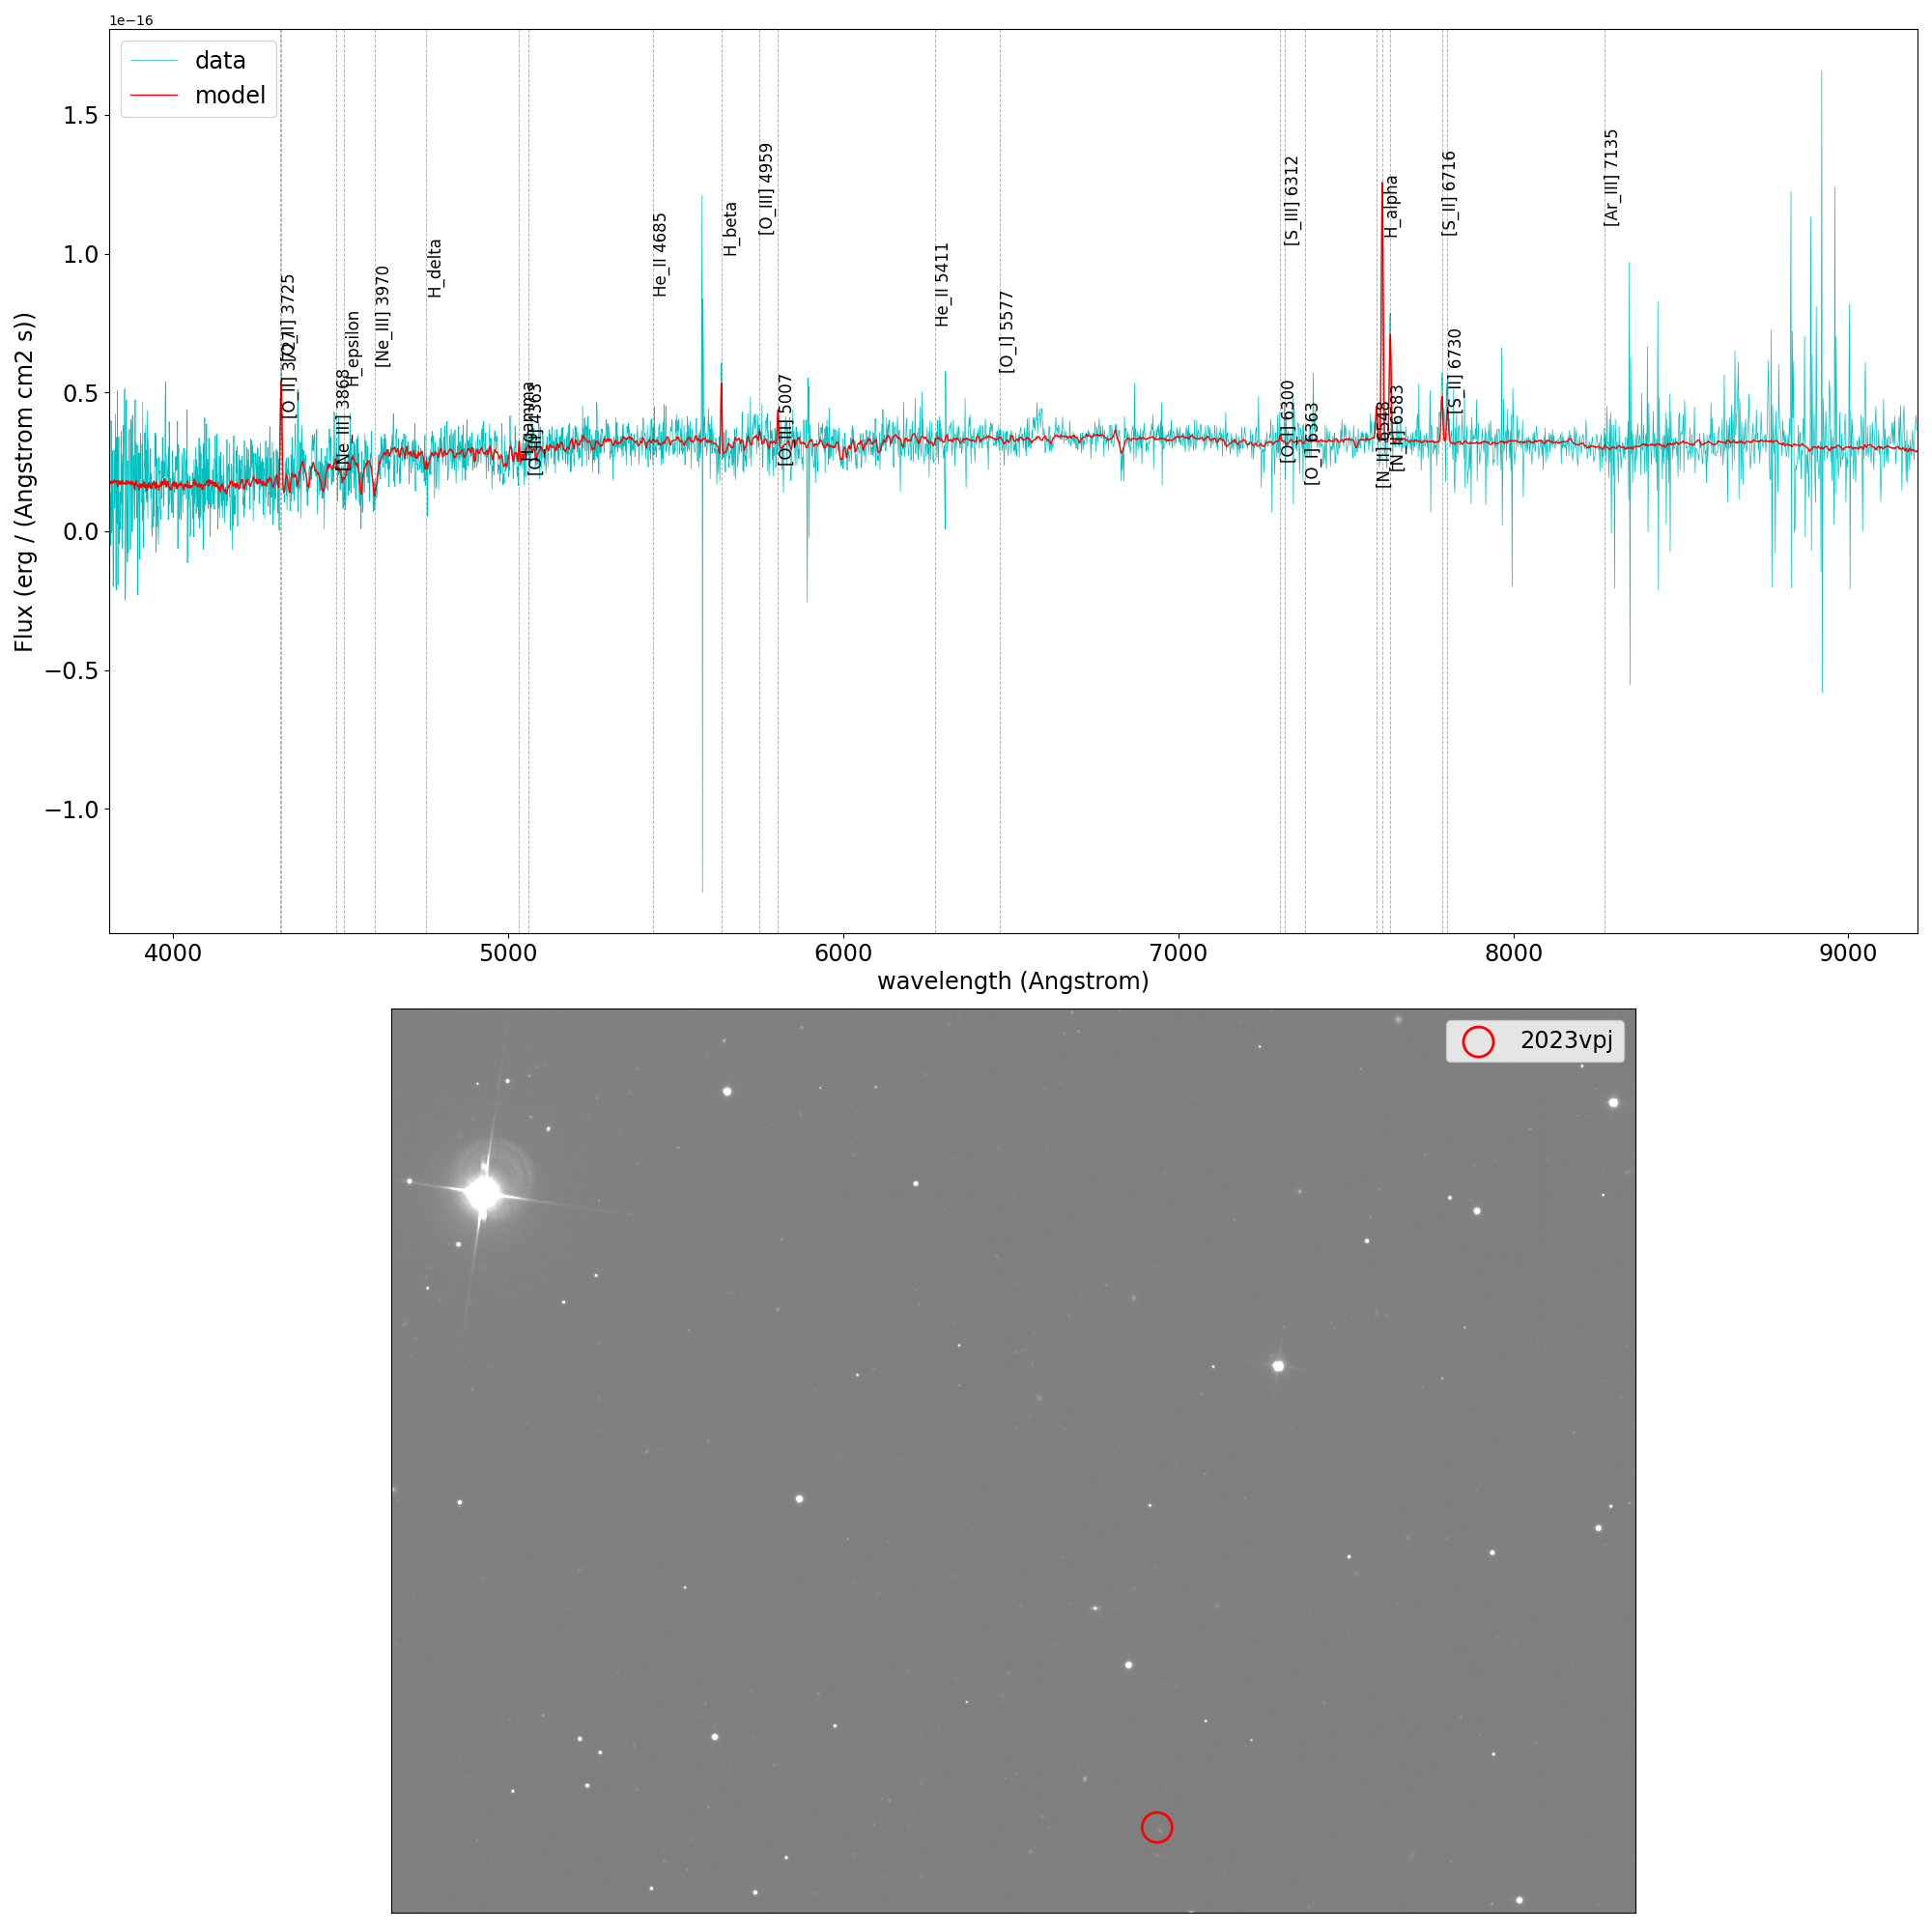 1e−16
data
model
1.5
1.0
0.5
0.0
−0.5
−1.0
Flux (erg / (Angstrom cm2 s))
[O_II] 3725
[O_II] 3727
[Ne_III] 3868
H_epsilon
[Ne_III] 3970
H_delta
H_gamma
[O_III] 4363
He_II 4685
H_beta
[O_III] 4959
[O_III] 5007
He_II 5411
[O_I] 5577
[O_I] 6300
[S_III] 6312
[O_I] 6363
[N_II] 6548
H_alpha
[N_II] 6583
[S_II] 6716
[S_II] 6730
[Ar_III] 7135
4000
5000
6000
7000
8000
9000
wavelength (Angstrom)
2023vpj